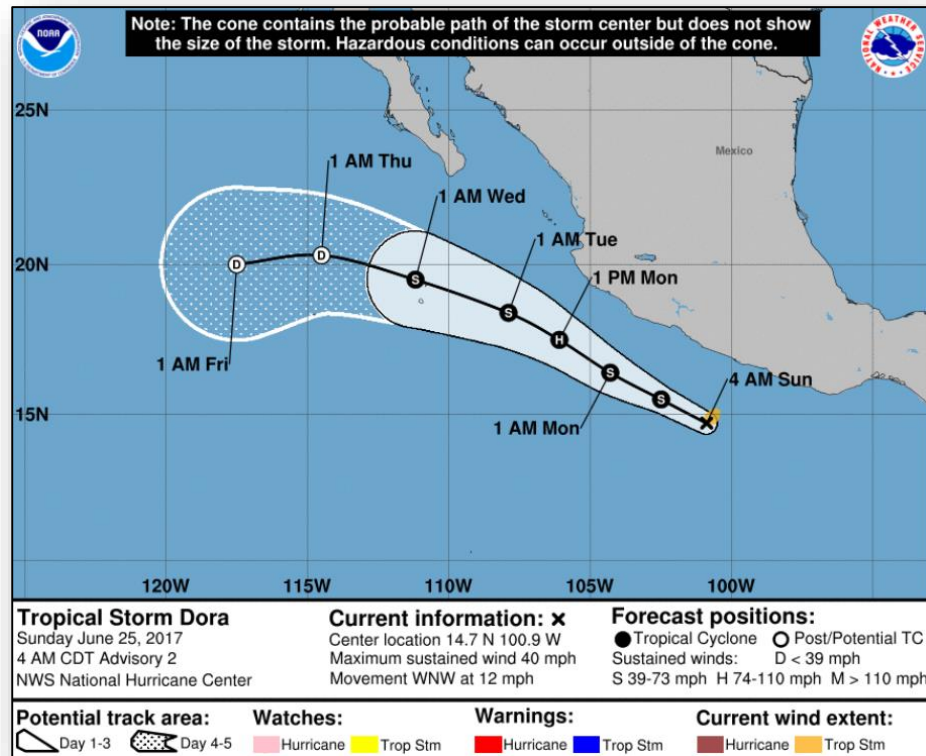 Note: The cone contains the probable path of the storm center but does not show
the size of the storm. Hazardous conditions can occur outside of the cone.
NOAA
NATIONAL WEATHER SERVICE
25N
Mexico
1 AM Thu
1 AM Wed
1 AM Tue
20N
D
D
S
1 PM Mon
S
H
1 AM Fri
S
4 AM Sun
S
15N
1 AM Mon
120W 115W 110W 105W 100W
Tropical Storm Dora
Sunday June 25, 2017
4 AM CDT Advisory 2
NWS National Hurricane Center
Current information: x
Center location 14.7 N 100.9 W
Maximum sustained wind 40 mph
Movement WNW at 12 mph
Forecast positions:
Tropical Cyclone Post/Potential TC
Sustained winds: D < 39 mph
S 39-73 mph H 74-110 mph M > 110 mph
Potential track area:
Day 1-3 Day 4-5
Watches:
Hurricane Trop Stm
Warnings:
Hurricane Trop Stm
Current wind extent:
Hurricane Trop Stm